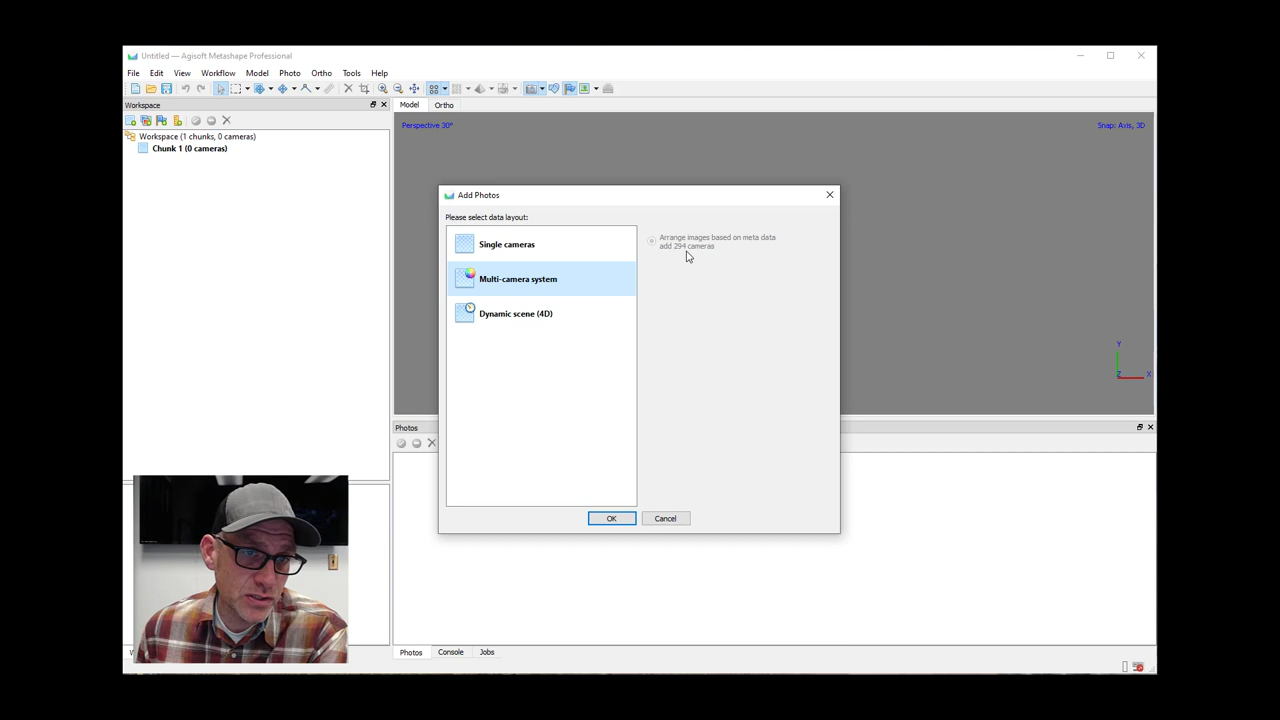 Untitled — Agisoft Metashape Professional
File Edit View Workflow Model Photo Ortho Tools Help
Workspace
Model Ortho
Perspective 30°
Snap: Axis, 3D
Workspace (1 chunks, 0 cameras)
Chunk 1 (0 cameras)
Add Photos
Please select data layout:
Single cameras
Multi-camera system
Dynamic scene (4D)
Arrange images based on meta data
add 294 cameras
OK Cancel
Y
Z X
Photos
Photos Console Jobs